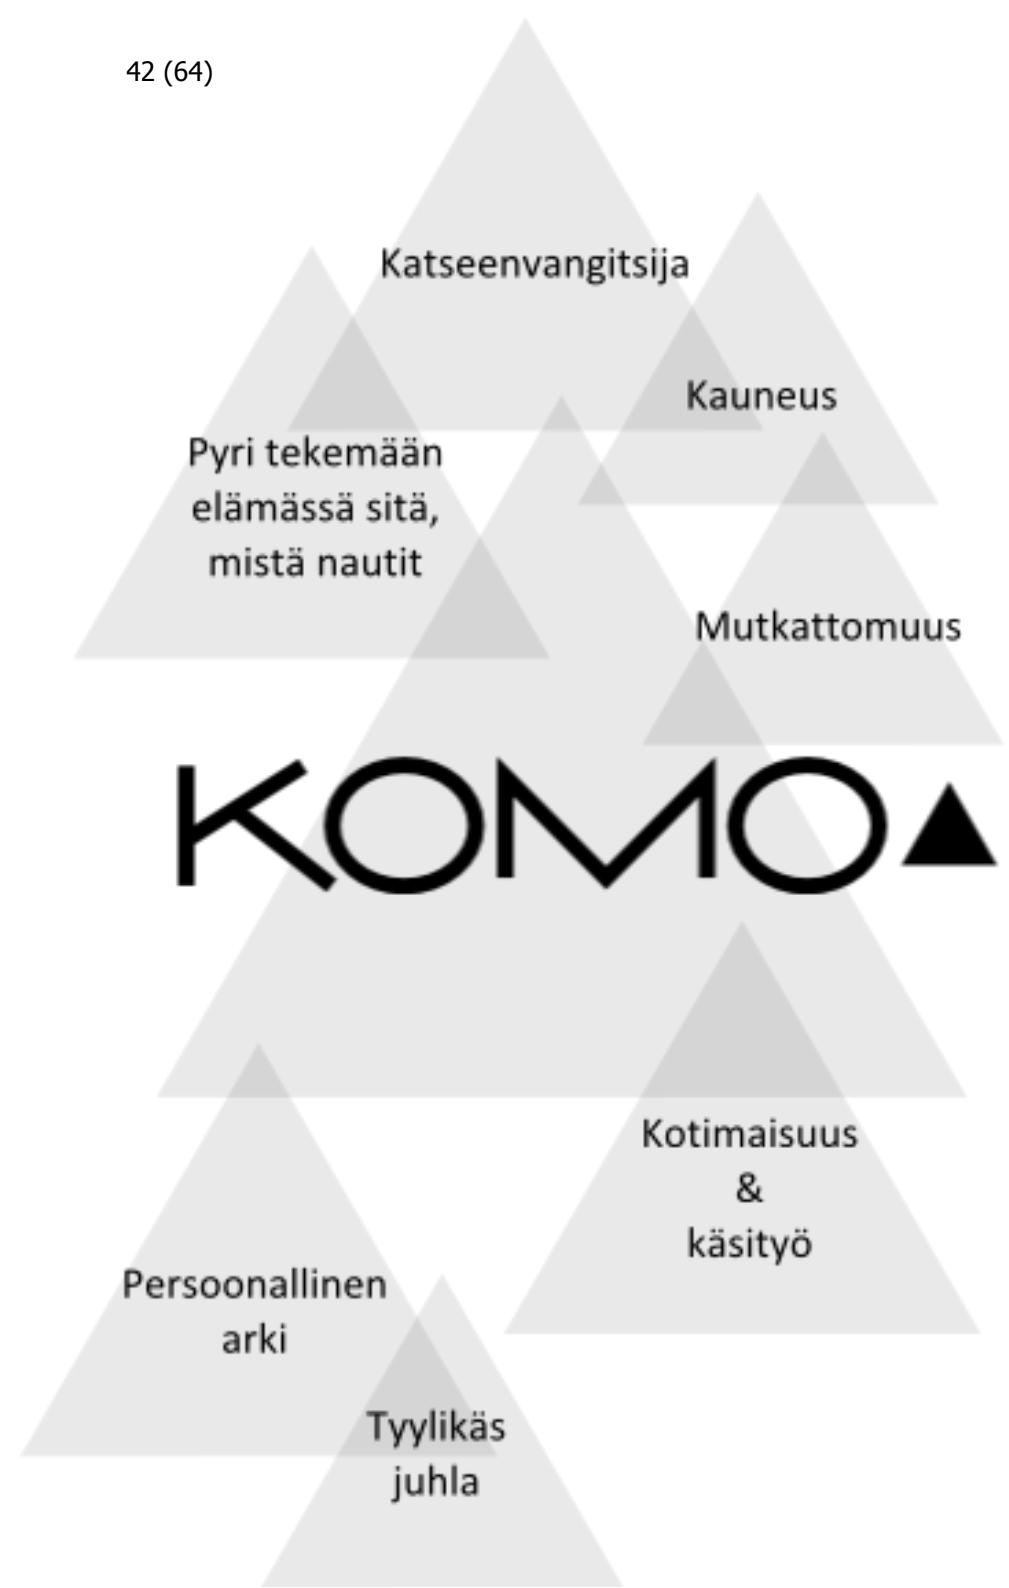 42 (64)
Katseenvangitsija
Kauneus
Pyri tekemään
elämässä sitä,
mistä nautit
Mutkattomuus
KOMO
Kotimaisuus
&
käsityö
Persoonallinen
arki
Tyylikäs
juhla